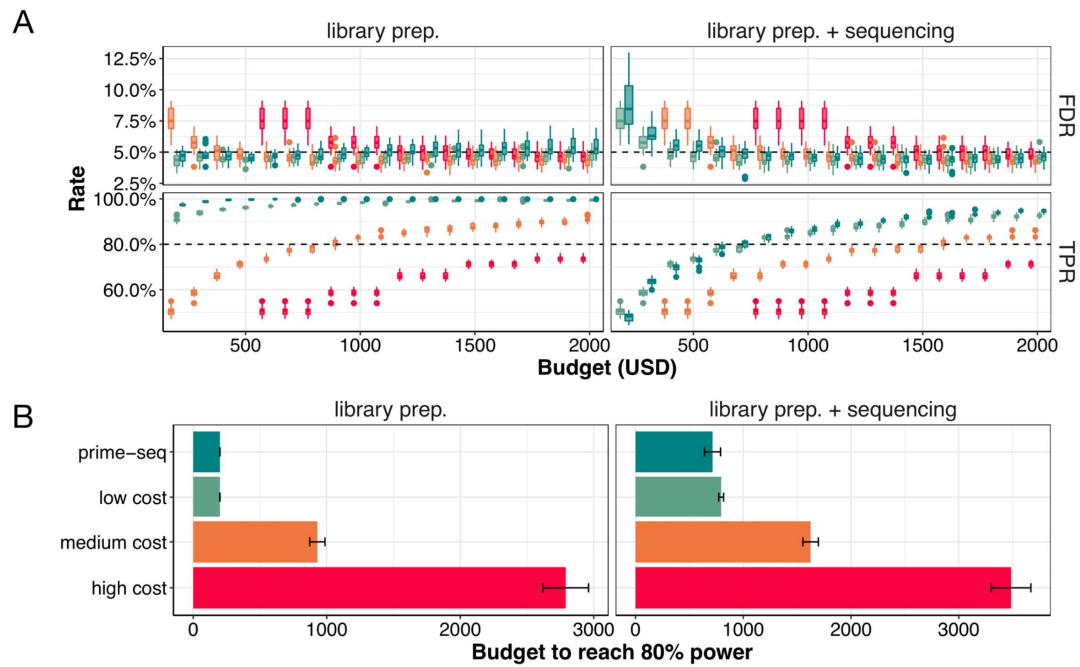 A
library prep.
library prep. + sequencing
12.5%
10.0%
7.5%
5.0%
2.5%
FDR
Rate
100.0%
80.0%
60.0%
TPR
500
1000
1500
2000
500
1000
1500
2000
Budget (USD)
B
library prep.
library prep. + sequencing
prime-seq
low cost
medium cost
high cost
0
1000
2000
3000
0
1000
2000
3000
Budget to reach 80% power